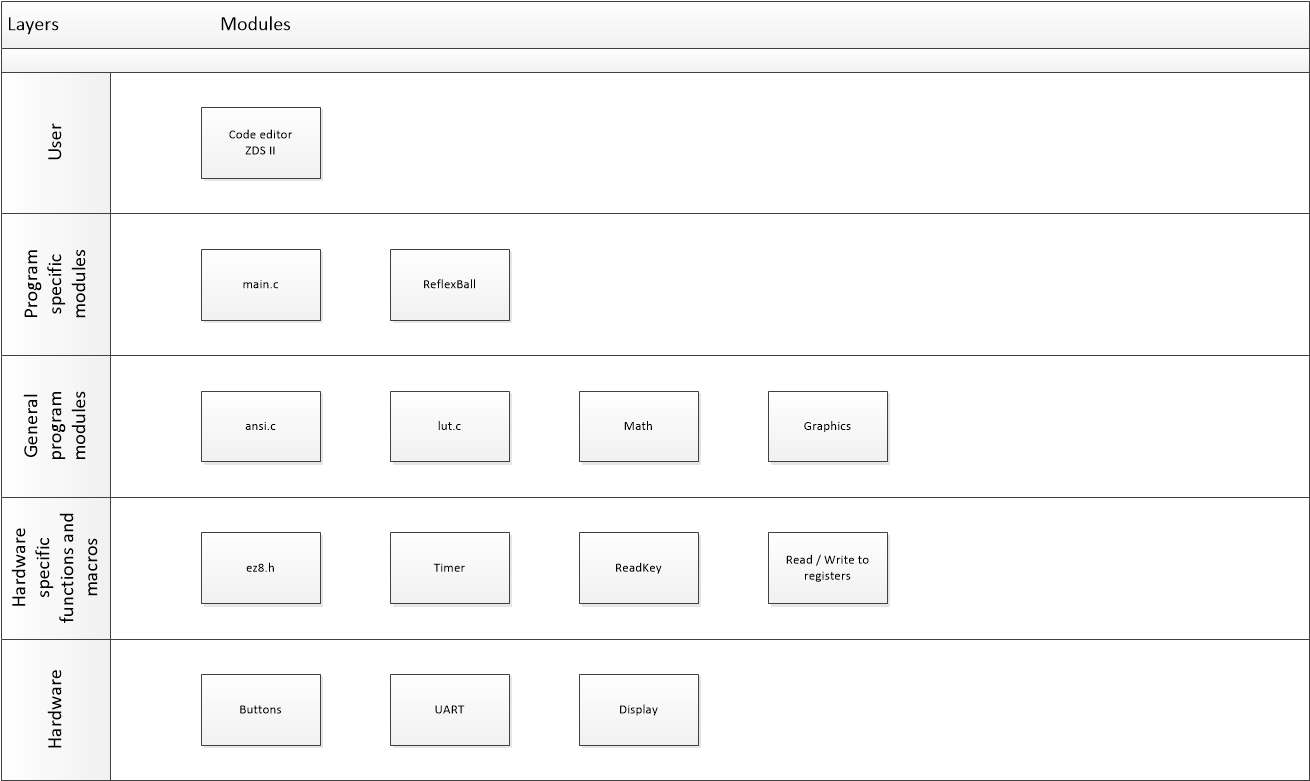 Layers
Modules
User
Code editor
ZDS II
Program
specific
modules
main.c
ReflexBall
General
program
modules
ansi.c
lut.c
Math
Graphics
Hardware
specific
functions and
macros
ez8.h
Timer
ReadKey
Read / Write to
registers
Hardware
Buttons
UART
Display